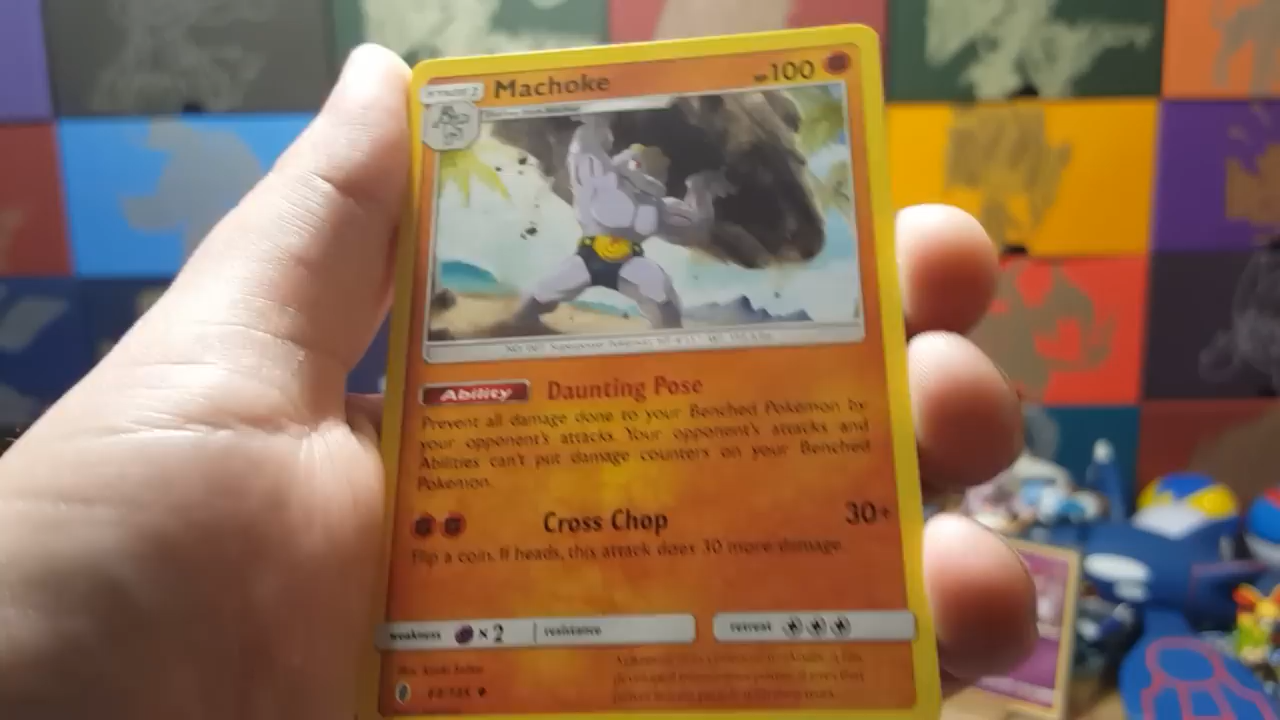 Machoke HP100
Ability Daunting Pose
Prevent all damage done to your Benched Pokémon by
your opponent's attacks. Your opponent's attacks and
Abilities can't put damage counters on your Benched
Pokémon.
Cross Chop 30+
Flip a coin. If heads, this attack does 30 more damage.
weakness ×2 resistance retreat